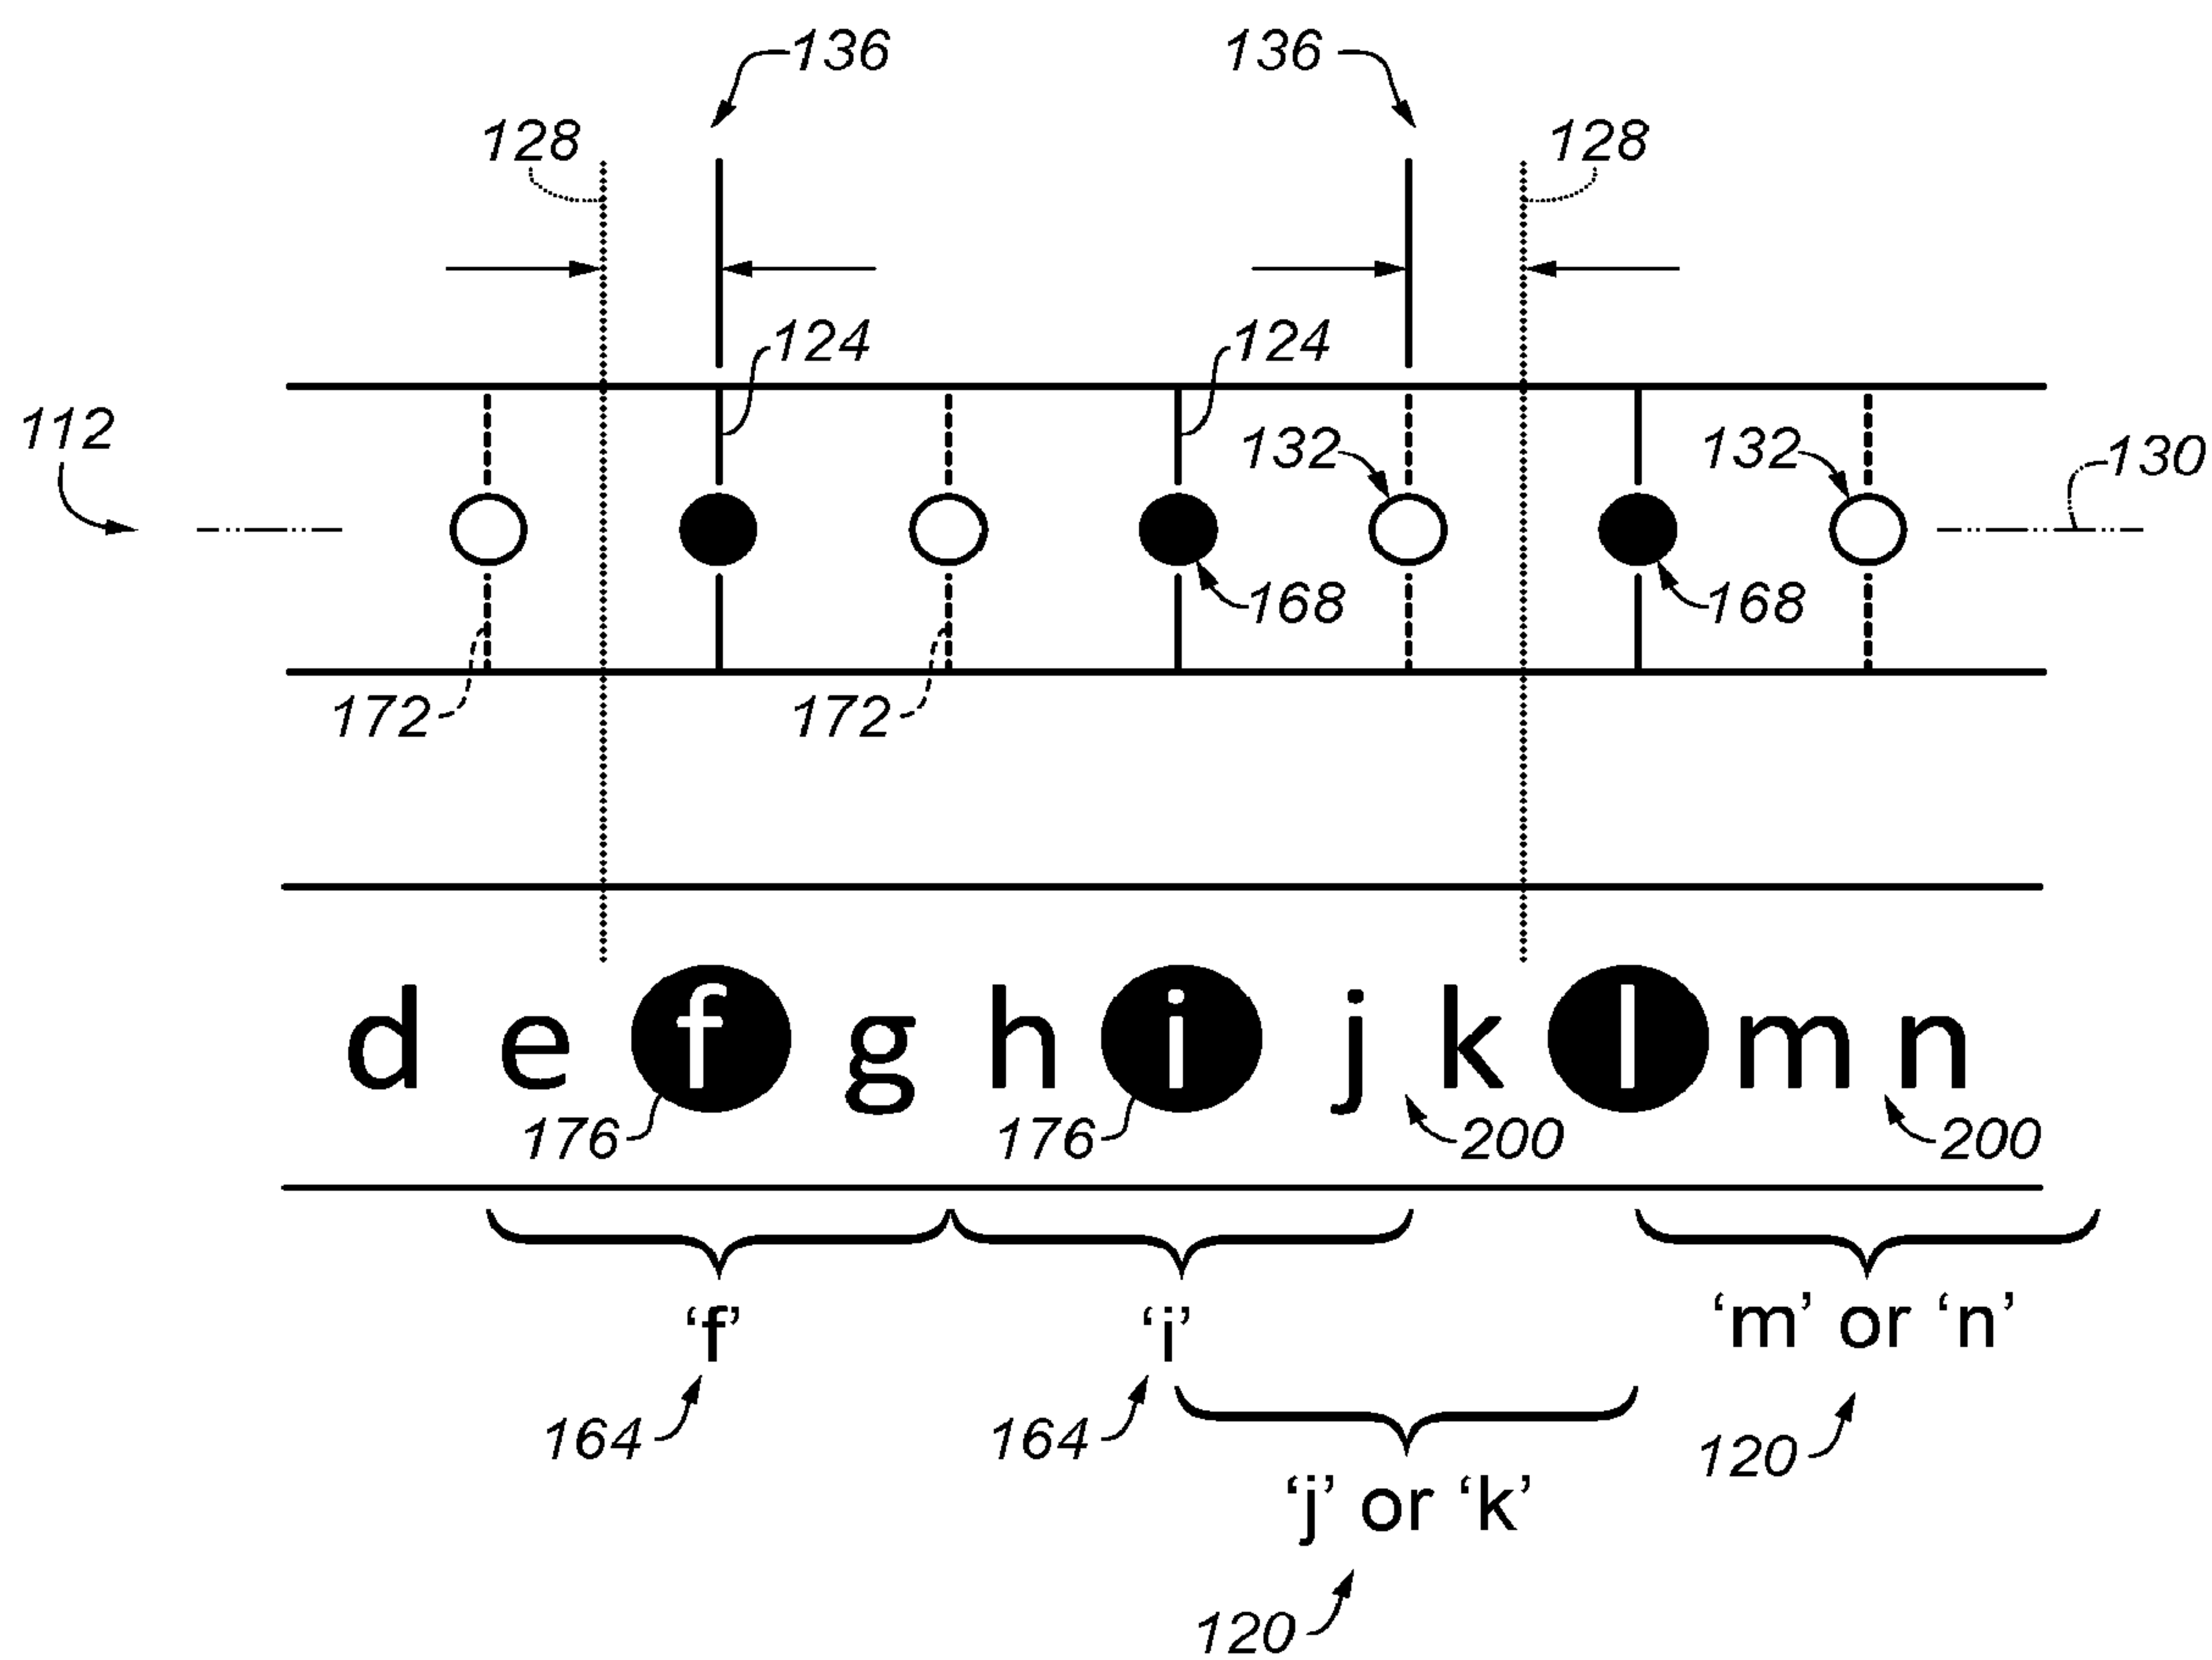 136 136
128 128
124 124
112 132 132 130
168 168
172 172
d e f g h i j k l m n
176 176 200 200
‘f’ ‘i’ ‘m’ or ‘n’
164 164 120
‘j’ or ‘k’
120